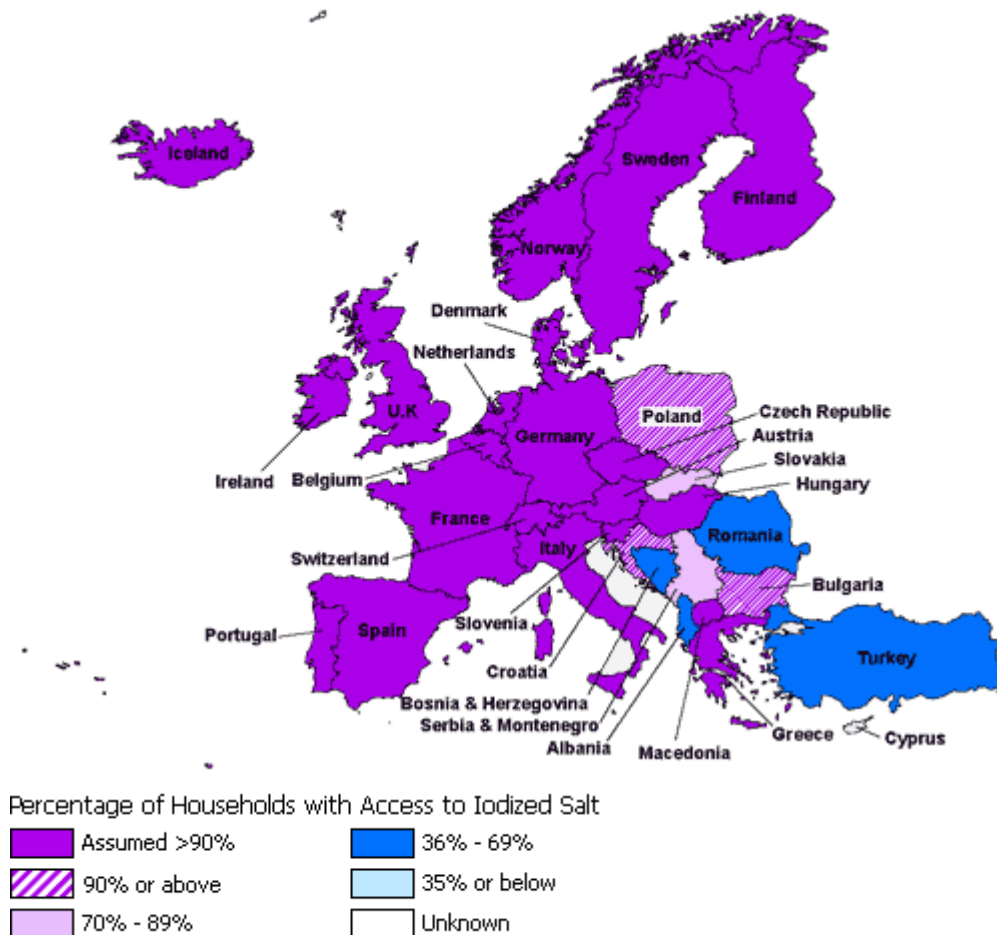 Iceland
Sweden
Finland
Norway
Denmark
Netherlands
U.K
Poland
Czech Republic
Germany
Austria
Slovakia
Ireland
Belgium
Hungary
France
Romania
Switzerland
Italy
Bulgaria
Portugal
Spain
Slovenia
Turkey
Croatia
Bosnia & Herzegovina
Serbia & Montenegro
Albania
Macedonia
Greece
Cyprus
Percentage of Households with Access to Iodized Salt
Assumed >90%
36% - 69%
90% or above
35% or below
70% - 89%
Unknown